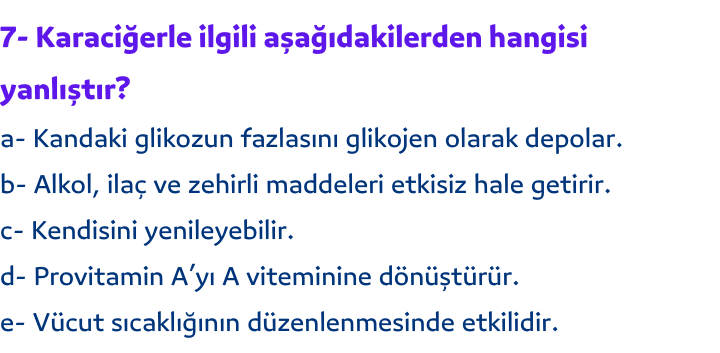 7- Karaciğerle ilgili aşağıdakilerden hangisi
yanlıştır?
a- Kandaki glikozun fazlasını glikojen olarak depolar.
b- Alkol, ilaç ve zehirli maddeleri etkisiz hale getirir.
c- Kendisini yenileyebilir.
d- Provitamin A’yı A viteminine dönüştürür.
e- Vücut sıcaklığının düzenlenmesinde etkilidir.